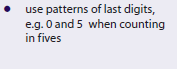 • use patterns of last digits,
e.g. 0 and 5 when counting
in fives